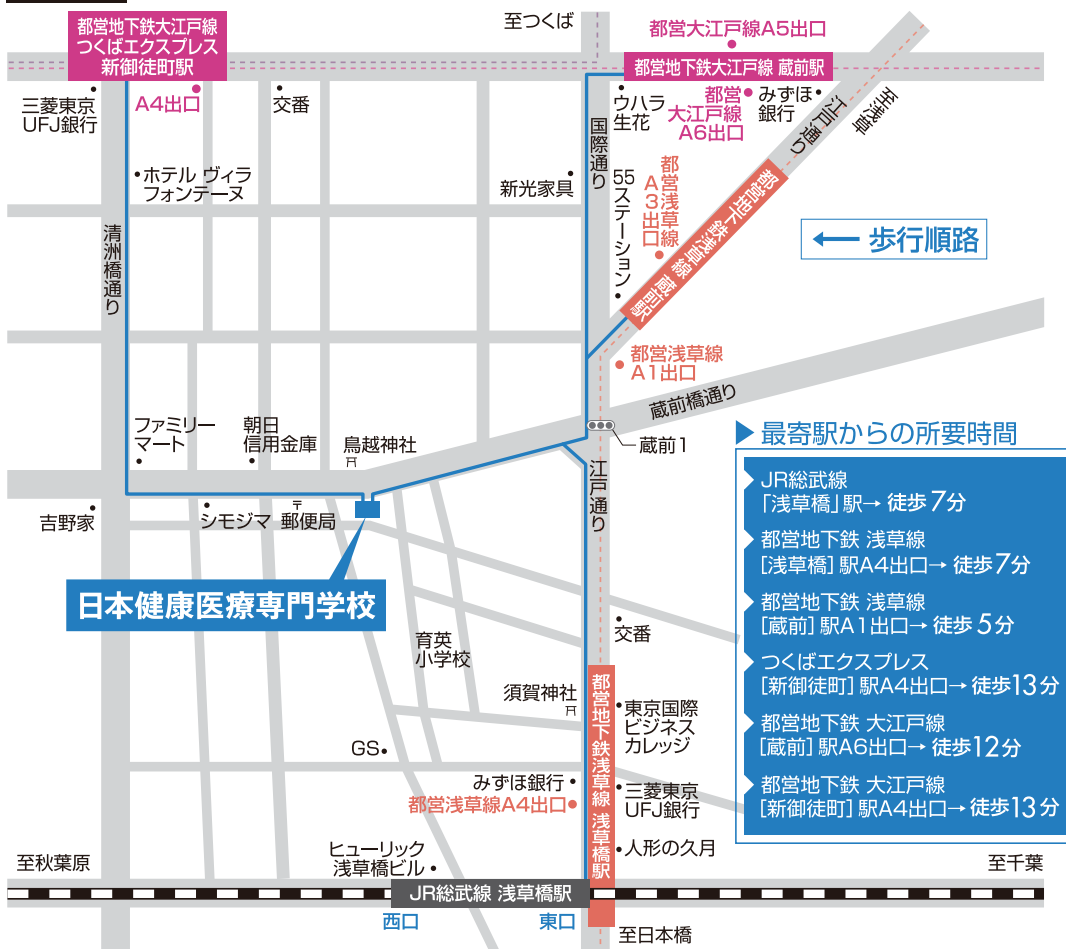 都営地下鉄大江戸線
つくばエクスプレス
新御徒町駅
至つくば
都営大江戸線A5出口
都営地下鉄大江戸線 蔵前駅
三菱東京
UFJ銀行
A4出口
交番
ウハラ
生花
都営
大江戸線
A6出口
みずほ
銀行
江戸通り
至浅草
国際通り
ホテル ヴィラ
フォンテーヌ
新光家具
55ステーション
都営浅草線
A3出口
都営地下鉄浅草線 蔵前駅
← 歩行順路
清洲橋通り
都営浅草線
A1出口
蔵前橋通り
ファミリー
マート
朝日
信用金庫
鳥越神社
蔵前1
江戸通り
吉野家
シモジマ
〒
郵便局
日本健康医療専門学校
▶ 最寄駅からの所要時間
JR総武線
「浅草橋」駅→ 徒歩7分
都営地下鉄 浅草線
[浅草橋] 駅A4出口→ 徒歩7分
都営地下鉄 浅草線
[蔵前] 駅A1出口→ 徒歩5分
つくばエクスプレス
[新御徒町] 駅A4出口→ 徒歩13分
都営地下鉄 大江戸線
[蔵前] 駅A6出口→ 徒歩12分
都営地下鉄 大江戸線
[新御徒町] 駅A4出口→ 徒歩13分
交番
育英
小学校
須賀神社
都営地下鉄浅草線 浅草橋駅
東京国際
ビジネス
カレッジ
GS
みずほ銀行
都営浅草線A4出口
三菱東京
UFJ銀行
ヒューリック
浅草橋ビル
人形の久月
至秋葉原
至千葉
JR総武線 浅草橋駅
西口
東口
至日本橋